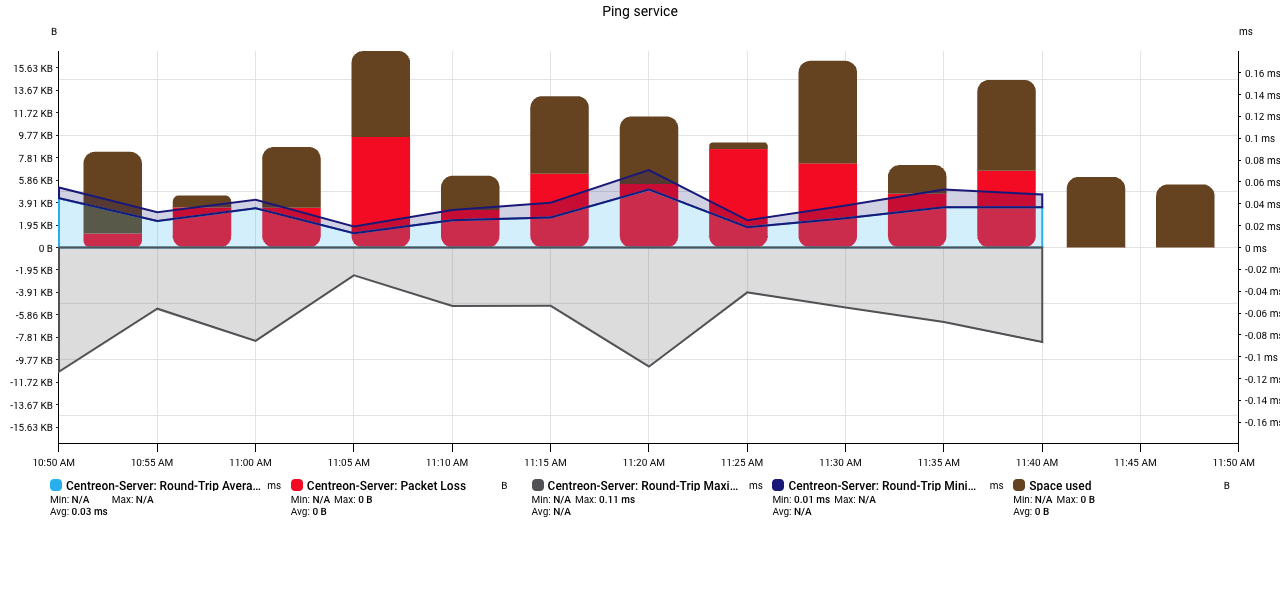 Ping service
B
ms
15.63 KB
13.67 KB
11.72 KB
9.77 KB
7.81 KB
5.86 KB
3.91 KB
1.95 KB
0 B
-1.95 KB
-3.91 KB
-5.86 KB
-7.81 KB
-9.77 KB
-11.72 KB
-13.67 KB
-15.63 KB
0.16 ms
0.14 ms
0.12 ms
0.1 ms
0.08 ms
0.06 ms
0.04 ms
0.02 ms
0 ms
-0.02 ms
-0.04 ms
-0.06 ms
-0.08 ms
-0.1 ms
-0.12 ms
-0.14 ms
-0.16 ms
10:50 AM 10:55 AM 11:00 AM 11:05 AM 11:10 AM 11:15 AM 11:20 AM 11:25 AM 11:30 AM 11:35 AM 11:40 AM 11:45 AM 11:50 AM
Centreon-Server: Round-Trip Avera... ms
Min: N/A Max: N/A
Avg: 0.03 ms
Centreon-Server: Packet Loss B
Min: N/A Max: 0 B
Avg: 0 B
Centreon-Server: Round-Trip Maxi... ms
Min: N/A Max: 0.11 ms
Avg: N/A
Centreon-Server: Round-Trip Mini... ms
Min: 0.01 ms Max: N/A
Avg: N/A
Space used B
Min: N/A Max: 0 B
Avg: 0 B